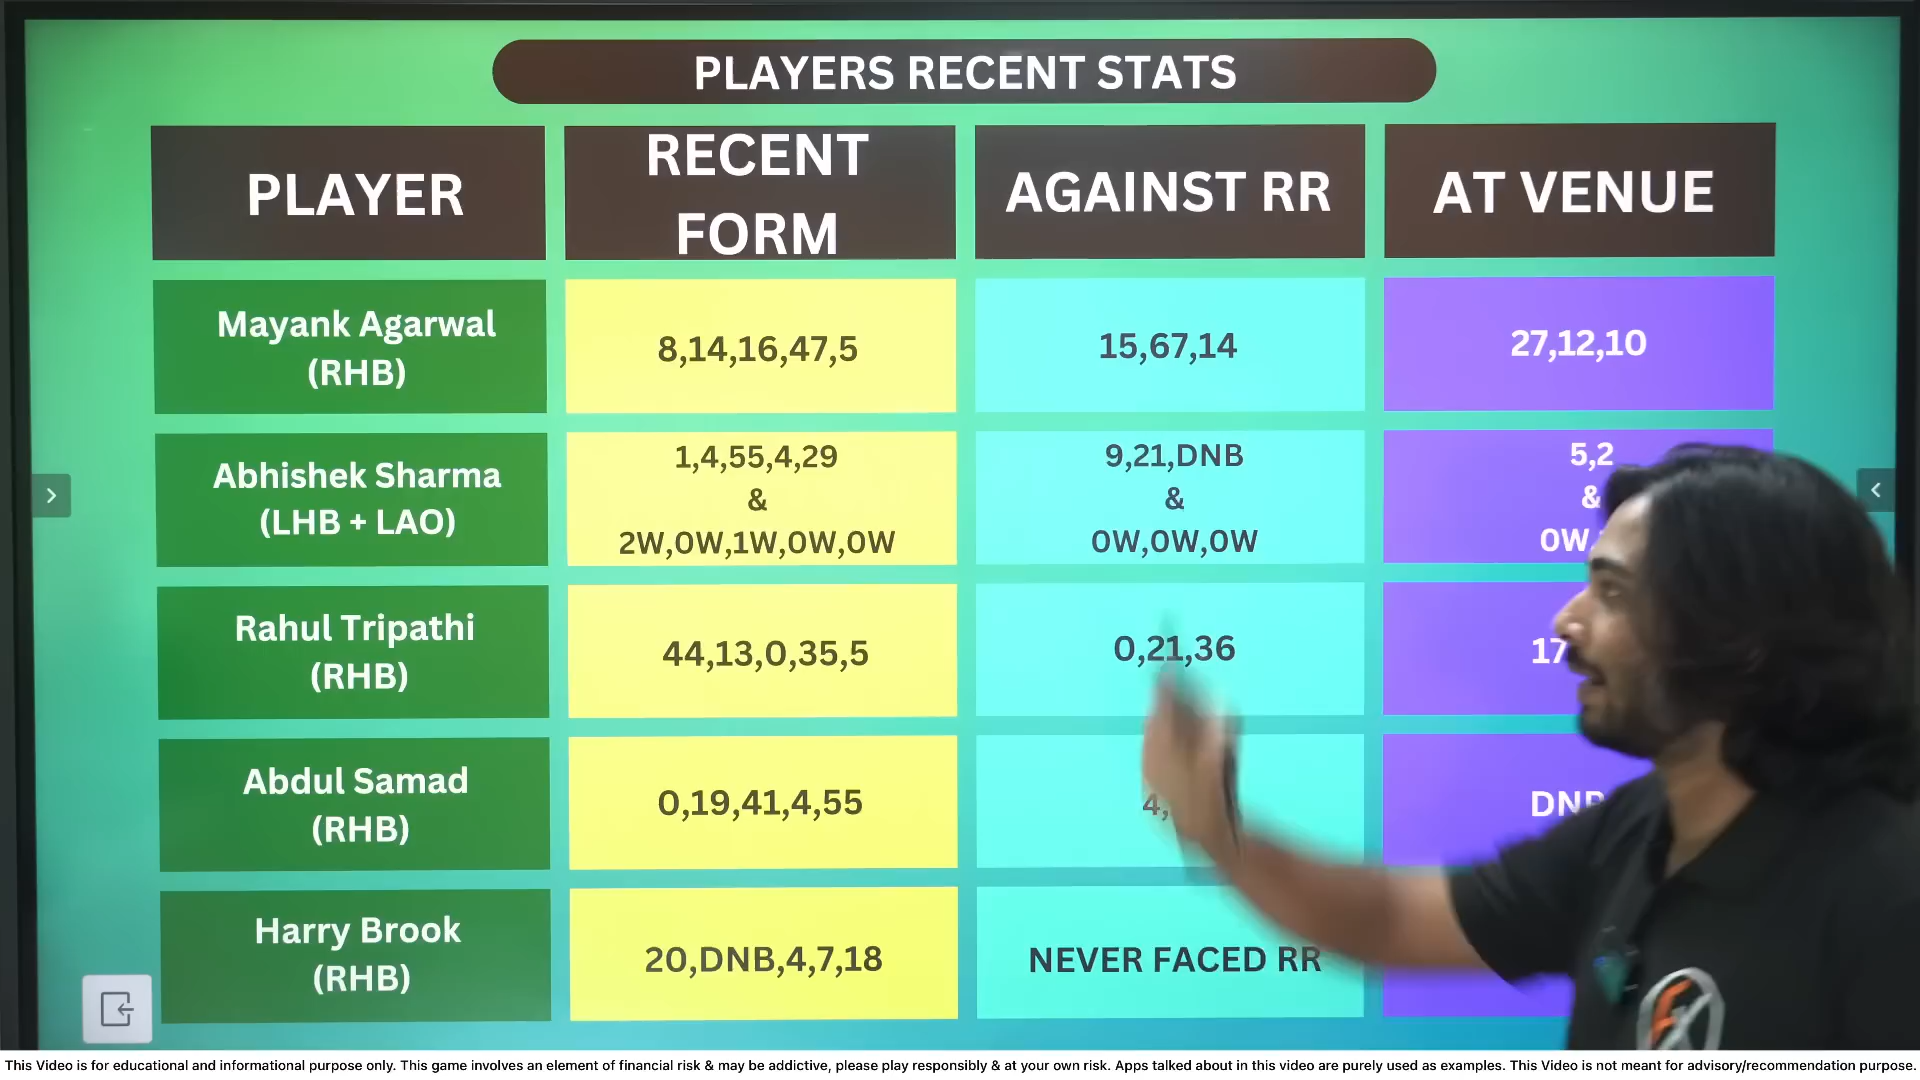 PLAYERS RECENT STATS
PLAYER
RECENT
FORM
AGAINST RR
AT VENUE
Mayank Agarwal
(RHB)
8,14,16,47,5
15,67,14
27,12,10
Abhishek Sharma
(LHB + LAO)
1,4,55,4,29
&
2W,0W,1W,0W,0W
9,21,DNB
&
0W,0W,0W
5,2
&
0W,
Rahul Tripathi
(RHB)
44,13,0,35,5
0,21,36
17
Abdul Samad
(RHB)
0,19,41,4,55
4,
DNB
Harry Brook
(RHB)
20,DNB,4,7,18
NEVER FACED RR
This Video is for educational and informational purpose only. This game involves an element of financial risk & may be addictive, please play responsibly & at your own risk. Apps talked about in this video are purely used as examples. This Video is not meant for advisory/recommendation purpose.